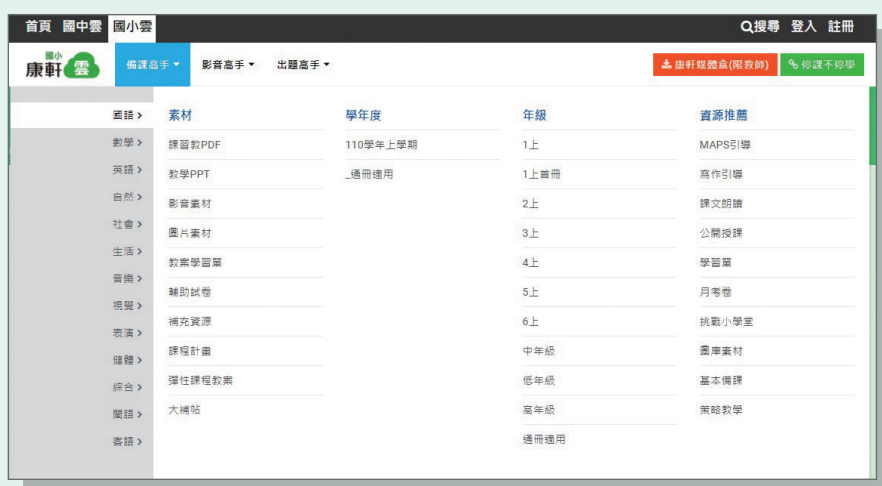 首頁 國中雲 國小雲 搜尋 登入 註冊
國小
康軒 雲 備課高手 影音高手 出題高手 康軒媒體盒(限教師) 停課不停學
國語 素材 學年度 年級 資源推薦
數學 課習教PDF 110學年上學期 1上 MAPS引導
英語 教學PPT _通冊適用 1上首冊 寫作引導
自然 影音素材 2上 課文朗讀
社會 圖片素材 3上 公開授課
生活 教案學習單 4上 學習單
音樂 輔助試卷 5上 月考卷
視覺 補充資源 6上 挑戰小學堂
表演 課程計畫 中年級 圖庫素材
健體 彈性課程教案 低年級 基本備課
綜合 大補帖 高年級 策略教學
閩語 通冊適用
客語